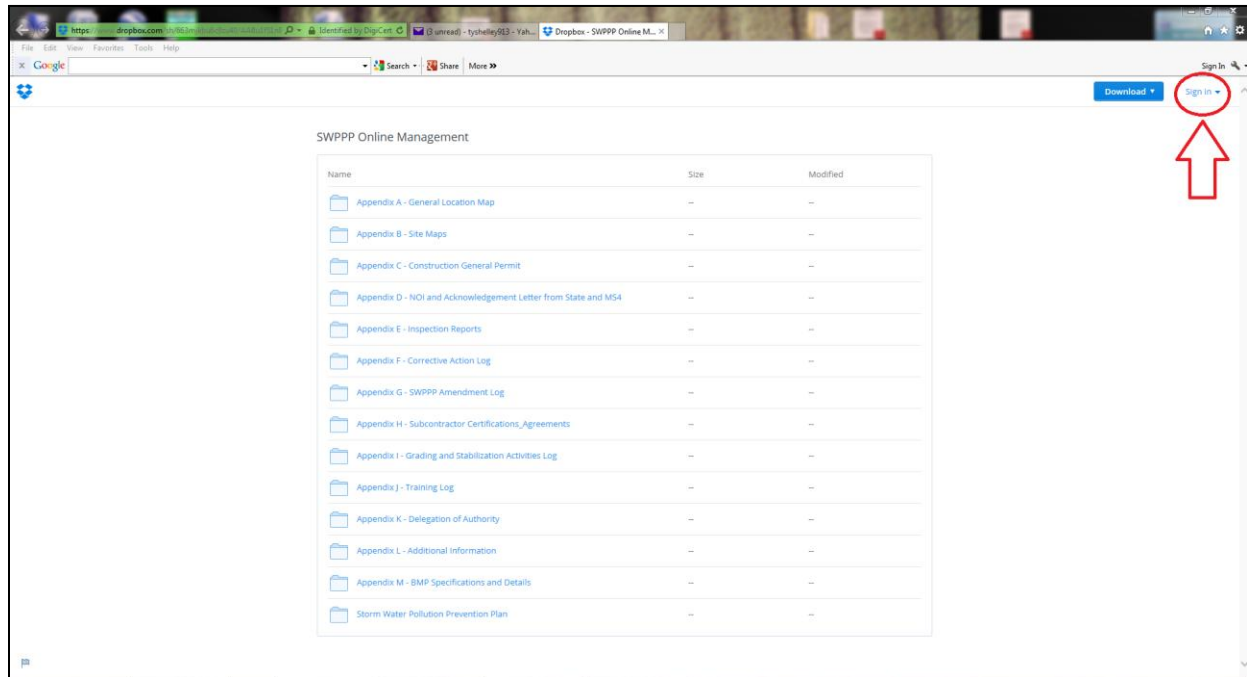 https://www.dropbox.com/sh/ Identified by DigiCert (3 unread) - tyshelley913 - Yah... Dropbox - SWPPP Online M...
File Edit View Favorites Tools Help
x Google Search Share More »
Sign In
Download Sign in
SWPPP Online Management
Name Size Modified
Appendix A - General Location Map -- --
Appendix B - Site Maps -- --
Appendix C - Construction General Permit -- --
Appendix D - NOI and Acknowledgement Letter from State and MS4 -- --
Appendix E - Inspection Reports -- --
Appendix F - Corrective Action Log -- --
Appendix G - SWPPP Amendment Log -- --
Appendix H - Subcontractor Certifications_Agreements -- --
Appendix I - Grading and Stabilization Activities Log -- --
Appendix J - Training Log -- --
Appendix K - Delegation of Authority -- --
Appendix L - Additional Information -- --
Appendix M - BMP Specifications and Details -- --
Storm Water Pollution Prevention Plan -- --